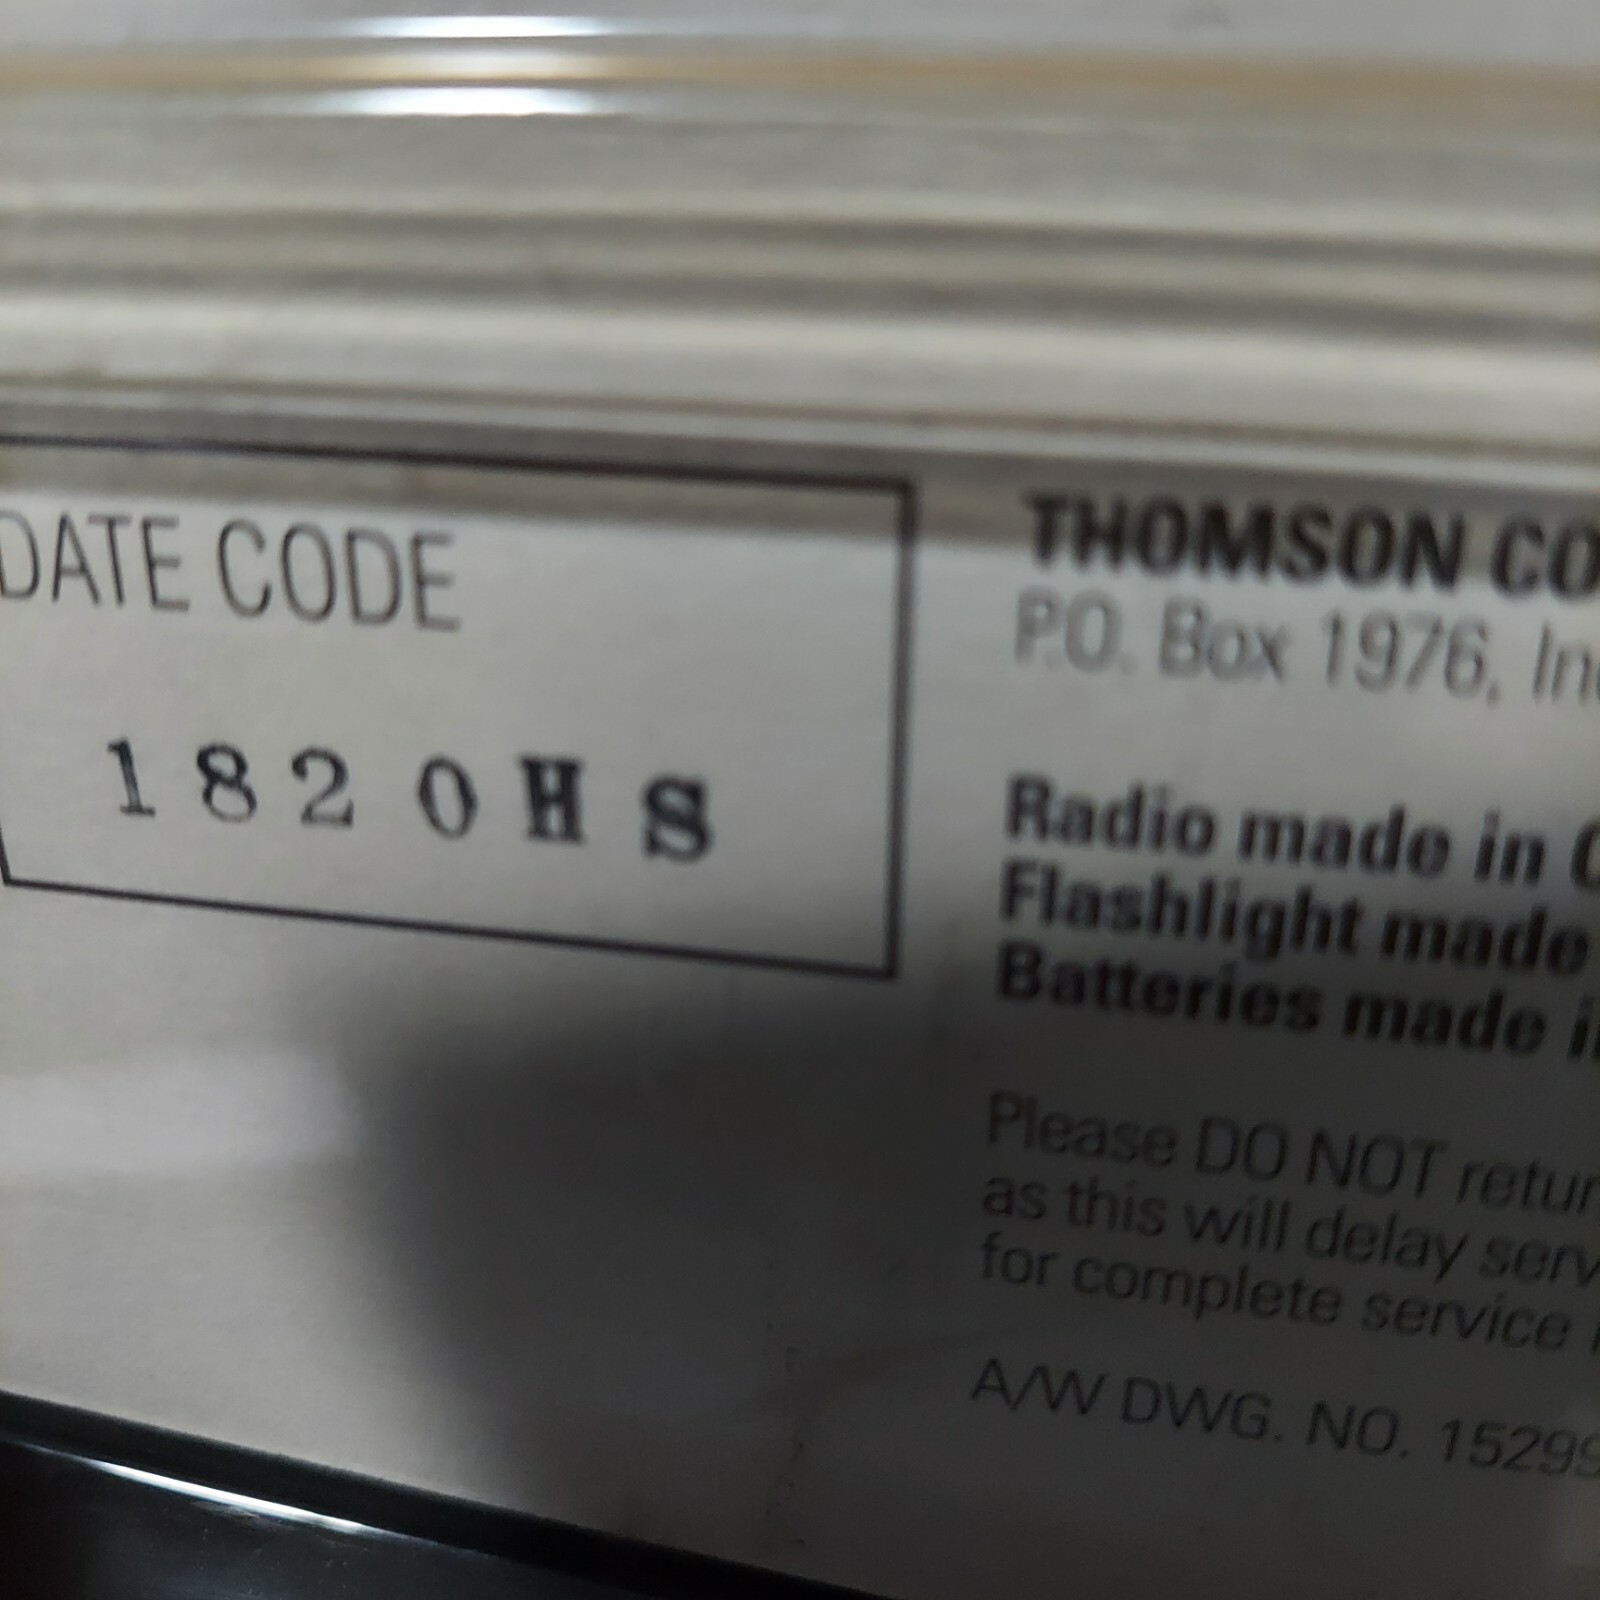 DATE CODE
1820HS
THOMSON CO
P.O. Box 1976, In
Radio made in C
Flashlight made
Batteries made i
Please DO NOT retur
as this will delay serv
for complete service
A/W DWG. NO. 15299